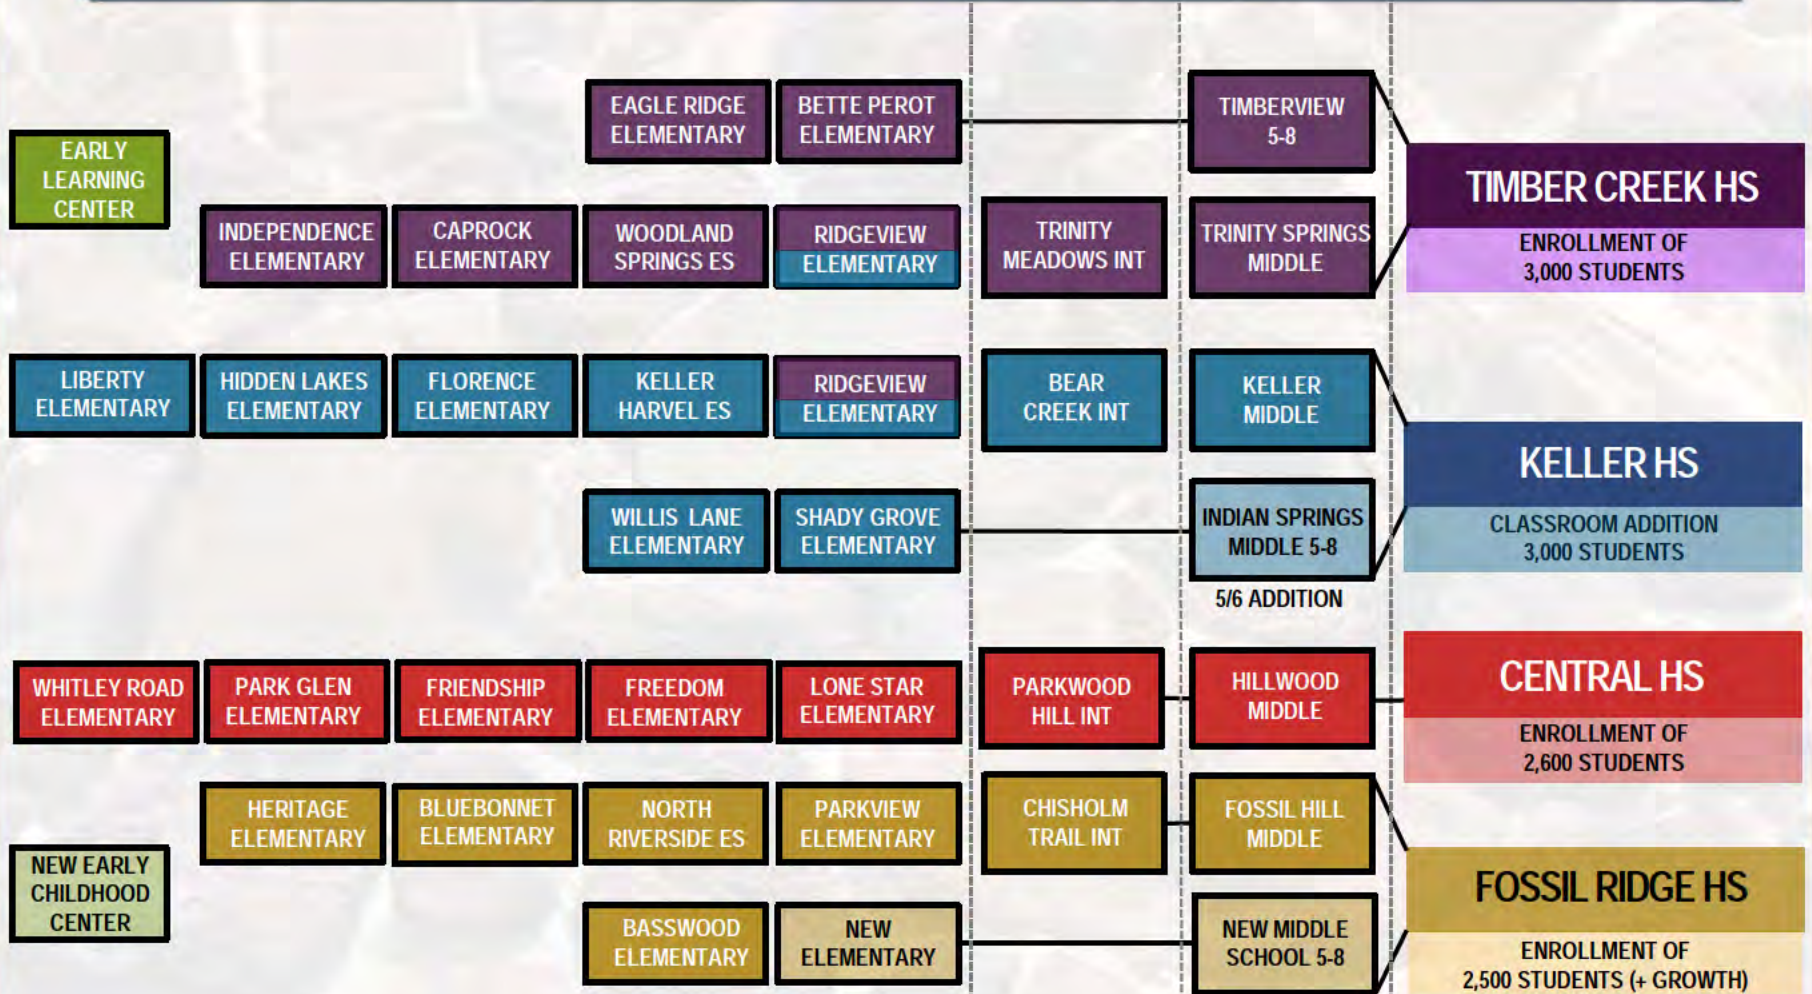 EAGLE RIDGE
ELEMENTARY
BETTE PEROT
ELEMENTARY
TIMBERVIEW
5-8
EARLY
LEARNING
CENTER
TIMBER CREEK HS
ENROLLMENT OF
3,000 STUDENTS
INDEPENDENCE
ELEMENTARY
CAPROCK
ELEMENTARY
WOODLAND
SPRINGS ES
RIDGEVIEW
ELEMENTARY
TRINITY
MEADOWS INT
TRINITY SPRINGS
MIDDLE
LIBERTY
ELEMENTARY
HIDDEN LAKES
ELEMENTARY
FLORENCE
ELEMENTARY
KELLER
HARVEL ES
RIDGEVIEW
ELEMENTARY
BEAR
CREEK INT
KELLER
MIDDLE
KELLER HS
CLASSROOM ADDITION
3,000 STUDENTS
WILLIS LANE
ELEMENTARY
SHADY GROVE
ELEMENTARY
INDIAN SPRINGS
MIDDLE 5-8
5/6 ADDITION
WHITLEY ROAD
ELEMENTARY
PARK GLEN
ELEMENTARY
FRIENDSHIP
ELEMENTARY
FREEDOM
ELEMENTARY
LONE STAR
ELEMENTARY
PARKWOOD
HILL INT
HILLWOOD
MIDDLE
CENTRAL HS
ENROLLMENT OF
2,600 STUDENTS
HERITAGE
ELEMENTARY
BLUEBONNET
ELEMENTARY
NORTH
RIVERSIDE ES
PARKVIEW
ELEMENTARY
CHISHOLM
TRAIL INT
FOSSIL HILL
MIDDLE
NEW EARLY
CHILDHOOD
CENTER
FOSSIL RIDGE HS
ENROLLMENT OF
2,500 STUDENTS (+ GROWTH)
BASSWOOD
ELEMENTARY
NEW
ELEMENTARY
NEW MIDDLE
SCHOOL 5-8